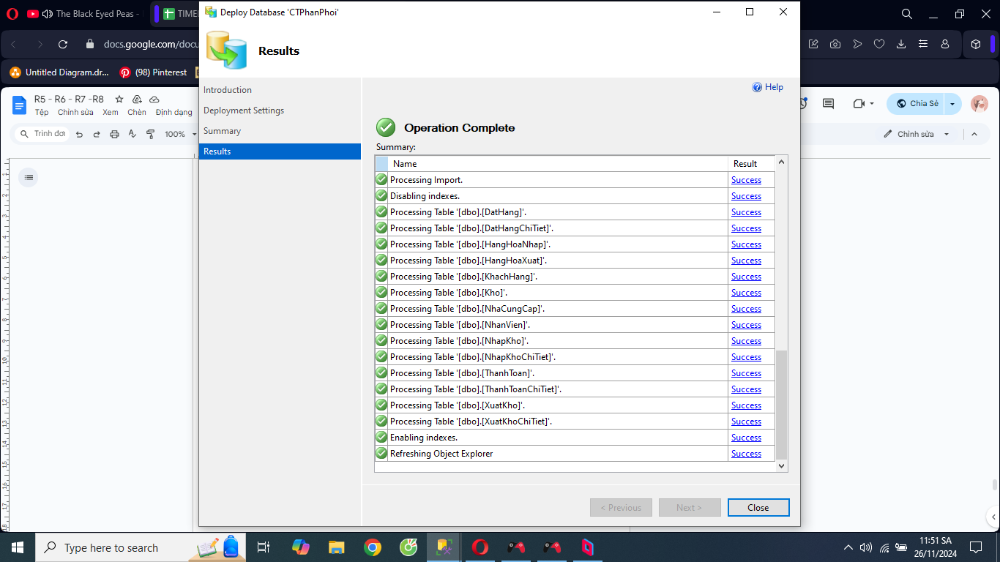 The Black Eyed Peas -
TIMEL
docs.google.com/docu
Untitled Diagram.dr...
(98) Pinterest
R5 - R6 - R7 -R8
Tệp Chỉnh sửa Xem Chèn Định dạng
Trình đơn
100%
Chia Sẻ
Chỉnh sửa
Deploy Database 'CTPhanPhoi'
Results
Introduction
Deployment Settings
Summary
Results
Help
Operation Complete
Summary:
Name Result
Processing Import. Success
Disabling indexes. Success
Processing Table '[dbo].[DatHang]'. Success
Processing Table '[dbo].[DatHangChiTiet]'. Success
Processing Table '[dbo].[HangHoaNhap]'. Success
Processing Table '[dbo].[HangHoaXuat]'. Success
Processing Table '[dbo].[KhachHang]'. Success
Processing Table '[dbo].[Kho]'. Success
Processing Table '[dbo].[NhaCungCap]'. Success
Processing Table '[dbo].[NhanVien]'. Success
Processing Table '[dbo].[NhapKho]'. Success
Processing Table '[dbo].[NhapKhoChiTiet]'. Success
Processing Table '[dbo].[ThanhToan]'. Success
Processing Table '[dbo].[ThanhToanChiTiet]'. Success
Processing Table '[dbo].[XuatKho]'. Success
Processing Table '[dbo].[XuatKhoChiTiet]'. Success
Enabling indexes. Success
Refreshing Object Explorer Success
< Previous Next > Close
Type here to search
11:51 SA
26/11/2024